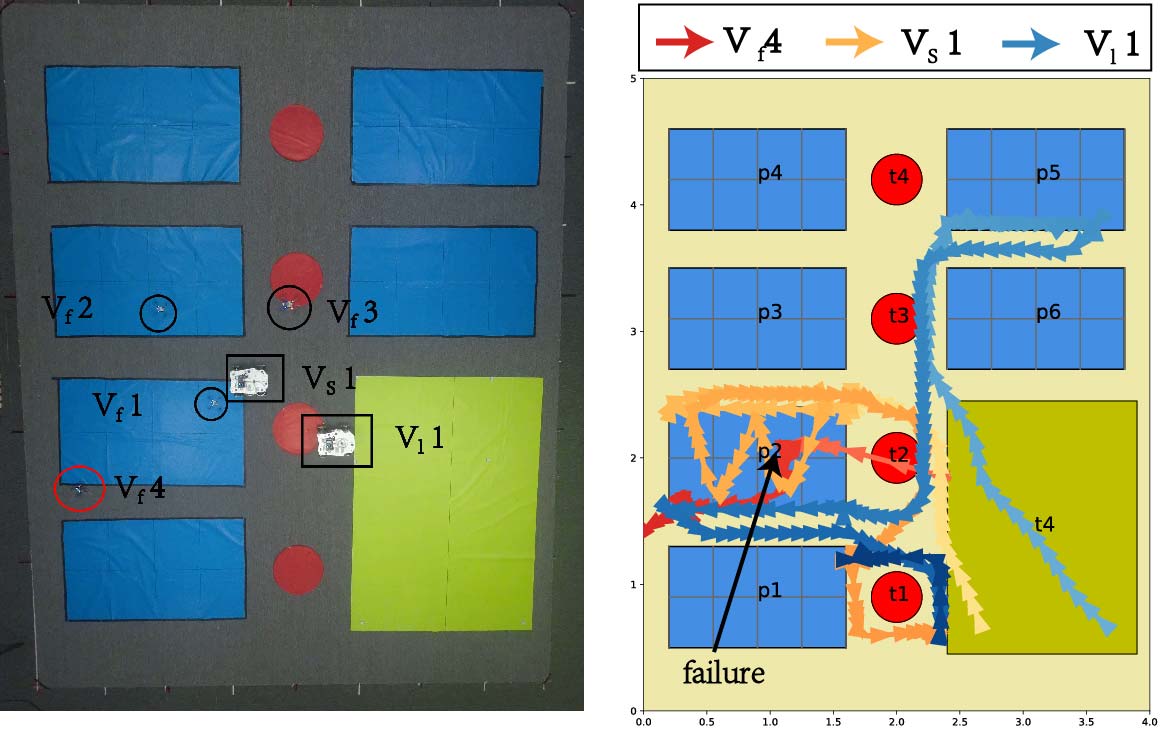 V_f 2
V_f 3
V_S 1
V_f 1
V_l 1
V_f 4
V_f 4 V_S 1 V_l 1
5
p4 t4 p5
4
p3 t3 p6
3
p2 t2
2
t4
p1 t1
1
failure
0
0.0 0.5 1.0 1.5 2.0 2.5 3.0 3.5 4.0